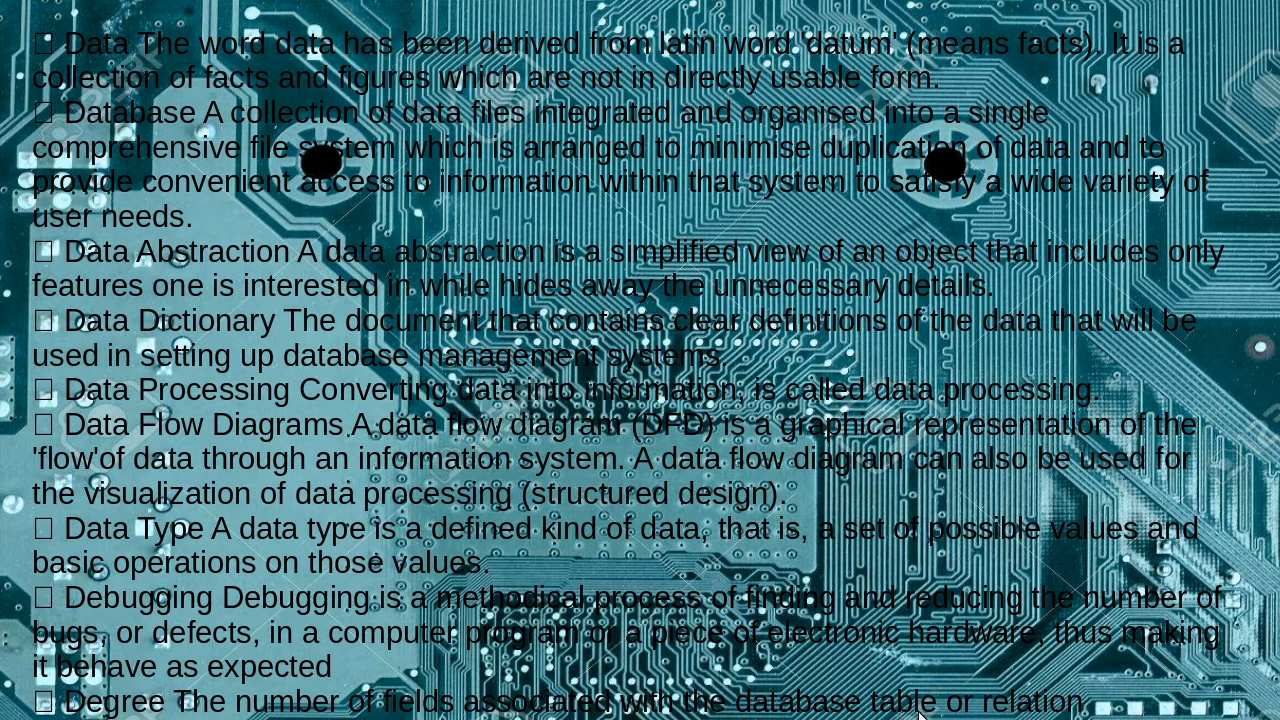 □ Data The word data has been derived from latin word 'datum' (means facts). It is a
collection of facts and figures which are not in directly usable form.
□ Database A collection of data files integrated and organised into a single
comprehensive file system which is arranged to minimise duplication of data and to
provide convenient access to information within that system to satisfy a wide variety of
user needs.
□ Data Abstraction A data abstraction is a simplified view of an object that includes only
features one is interested in while hides away the unnecessary details.
□ Data Dictionary The document that contains clear definitions of the data that will be
used in setting up database management systems.
□ Data Processing Converting data into information, is called data processing.
□ Data Flow Diagrams A data flow diagram (DFD) is a graphical representation of the
'flow'of data through an information system. A data flow diagram can also be used for
the visualization of data processing (structured design).
□ Data Type A data type is a defined kind of data, that is, a set of possible values and
basic operations on those values.
□ Debugging Debugging is a methodical process of finding and reducing the number of
bugs, or defects, in a computer program or a piece of electronic hardware, thus making
it behave as expected
□ Degree The number of fields associated with the database table or relation.